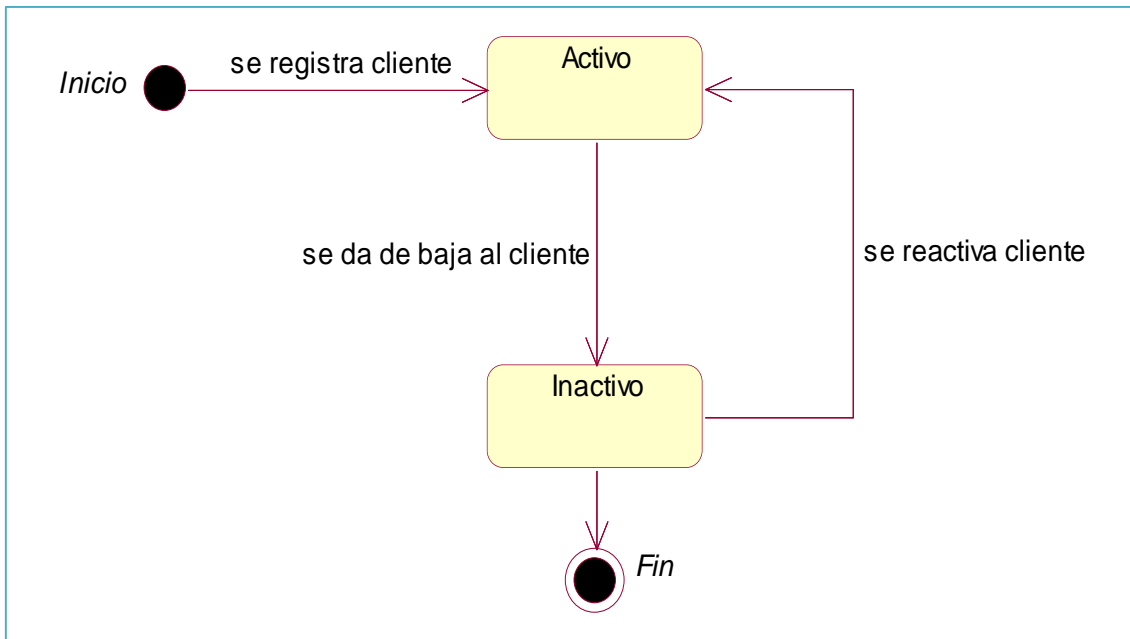 Activo
se registra cliente
Inicio
se da de baja al cliente
se reactiva cliente
Inactivo
Fin